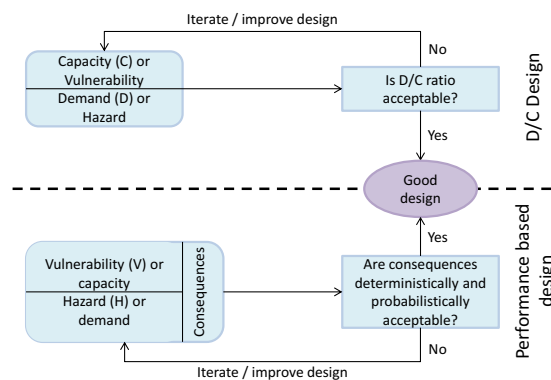 Iterate / improve design
No
Capacity (C) or
Vulnerability
Demand (D) or
Hazard
Is D/C ratio
acceptable?
D/C Design
Yes
Good
design
Yes
Vulnerability (V) or
capacity
Hazard (H) or
demand
Consequences
Are consequences
deterministically and
probabilistically
acceptable?
Performance based
design
No
Iterate / improve design